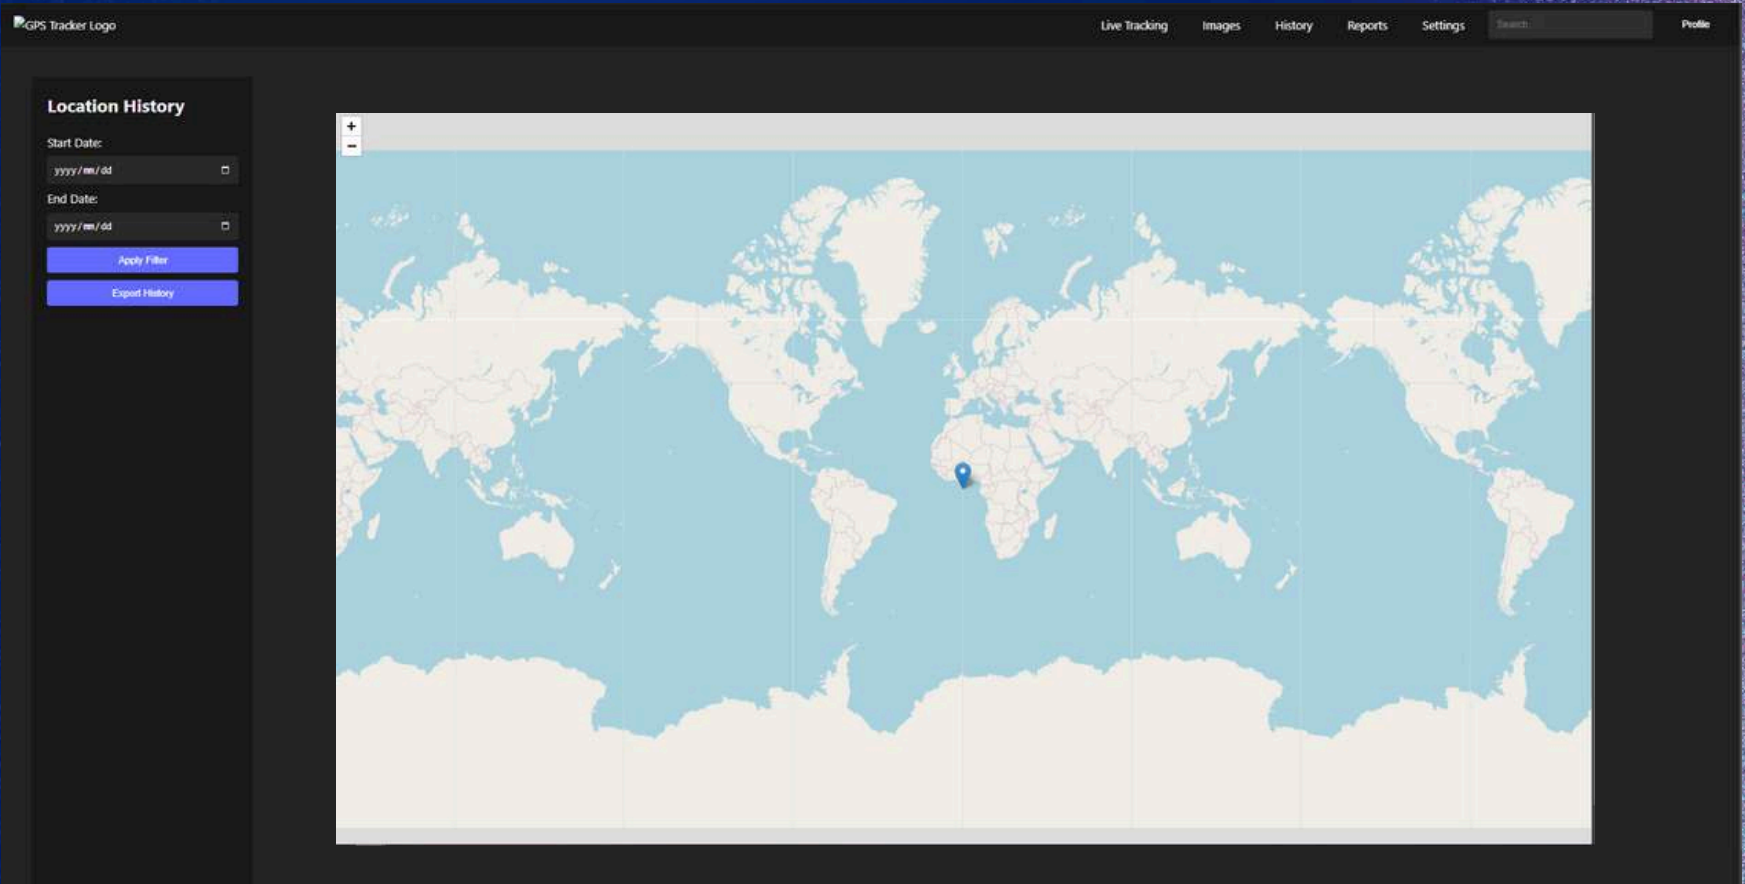 GPS Tracker Logo
Live Tracking Images History Reports Settings Search... Profile
Location History
Start Date:
yyyy/mm/dd
End Date:
yyyy/mm/dd
Apply Filter
Export History
+
−